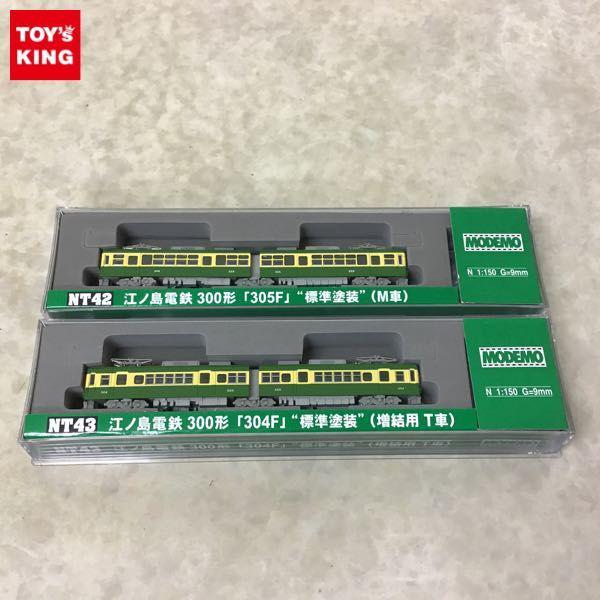 TOY's
KING
MODEMO
N 1:150 G=9mm
NT42 江ノ島電鉄 300形「305F」"標準塗装"(M車)
MODEMO
N 1:150 G=9mm
NT43 江ノ島電鉄 300形「304F」"標準塗装"(増結用 T車)